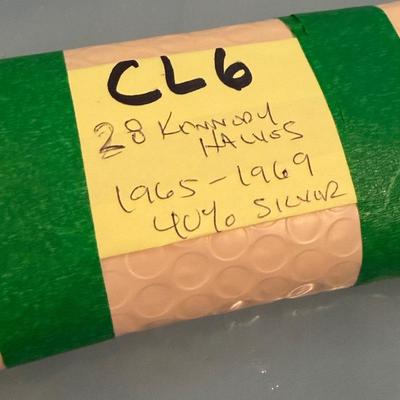 CL6
28 KENNEDY
HALVES
1965-1969
40% SILVER